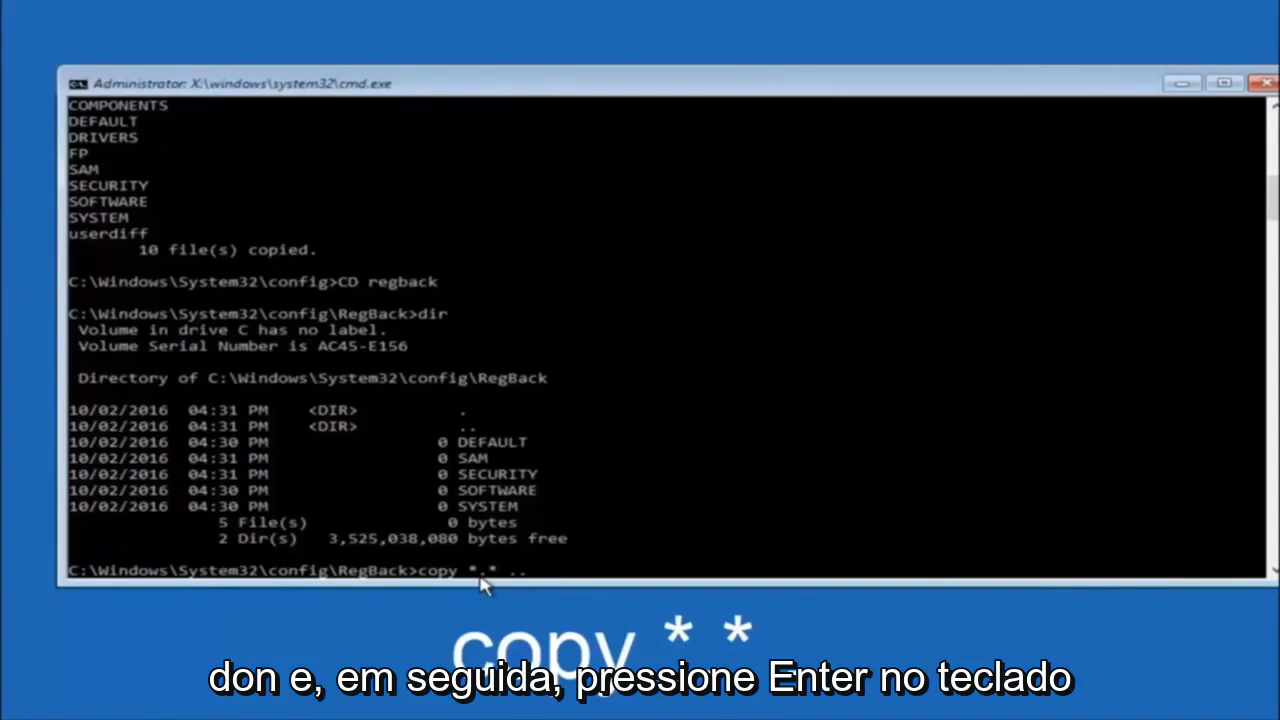 Administrator: X:\windows\system32\cmd.exe
COMPONENTS
DEFAULT
DRIVERS
FP
SAM
SECURITY
SOFTWARE
SYSTEM
userdiff
10 file(s) copied.
C:\Windows\System32\config>CD regback
C:\Windows\System32\config\RegBack>dir
Volume in drive C has no label.
Volume Serial Number is AC45-E156
Directory of C:\Windows\System32\config\RegBack
10/02/2016 04:31 PM <DIR> .
10/02/2016 04:31 PM <DIR> ..
10/02/2016 04:30 PM 0 DEFAULT
10/02/2016 04:31 PM 0 SAM
10/02/2016 04:31 PM 0 SECURITY
10/02/2016 04:30 PM 0 SOFTWARE
10/02/2016 04:30 PM 0 SYSTEM
5 File(s) 0 bytes
2 Dir(s) 3,525,038,080 bytes free
C:\Windows\System32\config\RegBack>copy *.* ..
copy * *
don e, em seguida, pressione Enter no teclado